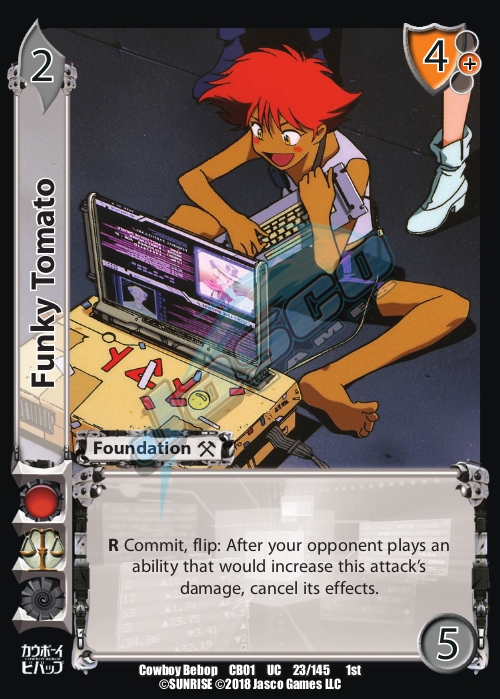 2
4
+
Funky Tomato
Foundation
R Commit, flip: After your opponent plays an
ability that would increase this attack's
damage, cancel its effects.
カウボーイ
ビバップ
5
Cowboy Bebop CB01 UC 23/145 1st
©SUNRISE ©2018 Jasco Games LLC
JASCO
GAMES